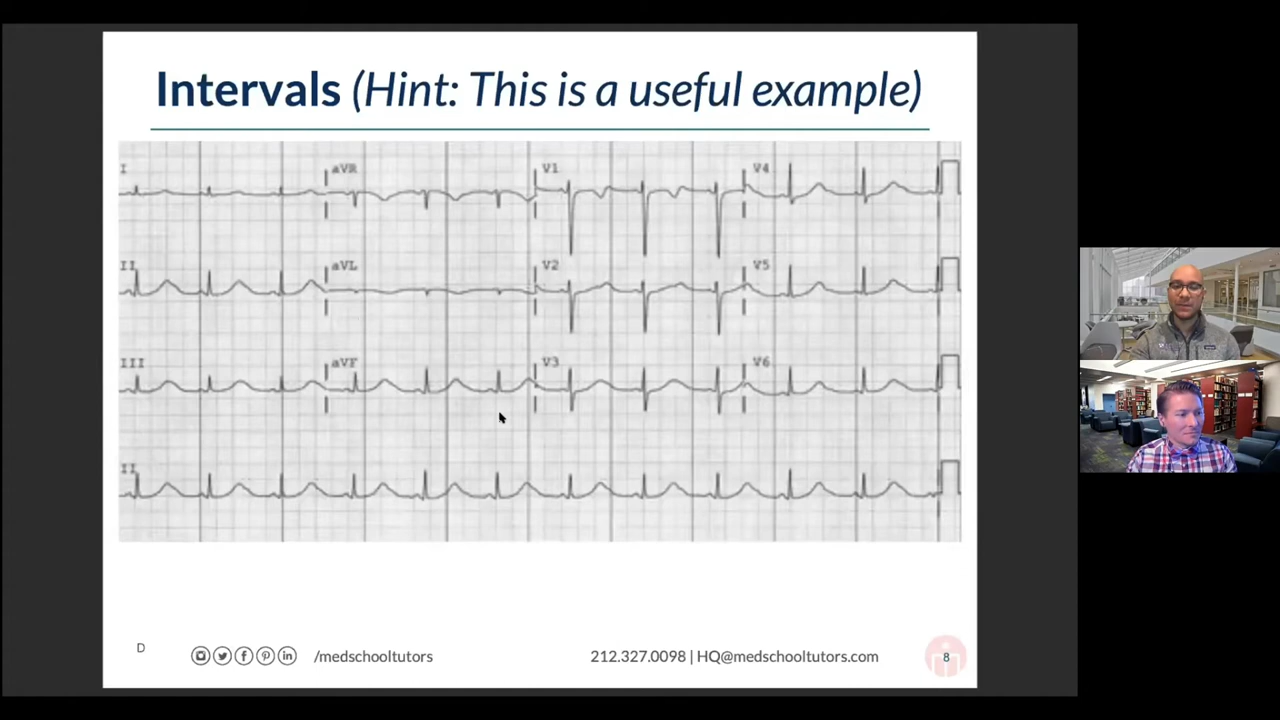 Intervals (Hint: This is a useful example)
I aVR V1 V4
II aVL V2 V5
III aVF V3 V6
II
D /medschooltutors 212.327.0098 | HQ@medschooltutors.com 8